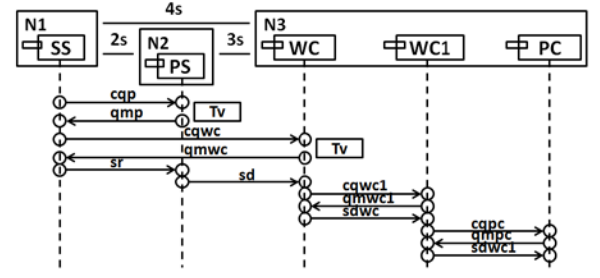 4s
N1
N2
N3
SS
2s
PS
3s
WC
WC1
PC
cqp
qmp
Tv
cqwc
Tv
qmwc
sr
sd
cqwc1
qmwc1
sdwc
cqpc
qmpc
sdwc1